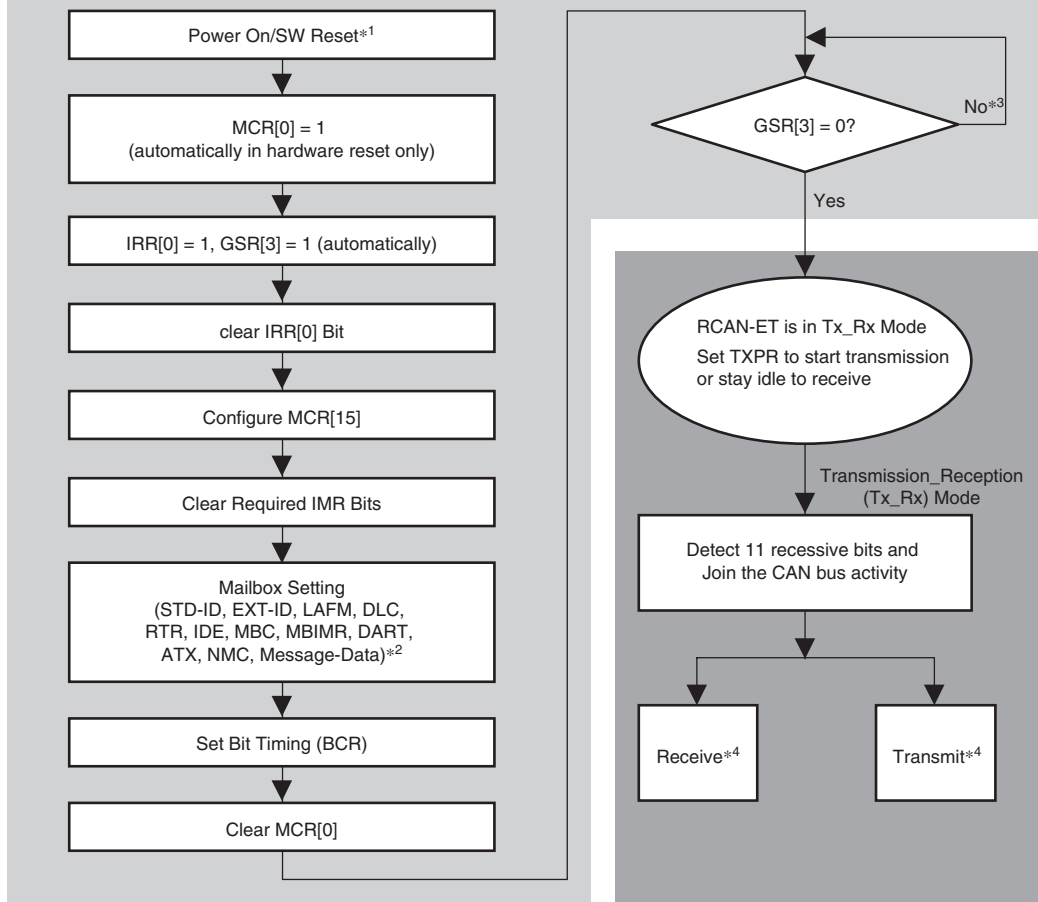 Power On/SW Reset*1
MCR[0] = 1
(automatically in hardware reset only)
IRR[0] = 1, GSR[3] = 1 (automatically)
clear IRR[0] Bit
Configure MCR[15]
Clear Required IMR Bits
Mailbox Setting
(STD-ID, EXT-ID, LAFM, DLC,
RTR, IDE, MBC, MBIMR, DART,
ATX, NMC, Message-Data)*2
Set Bit Timing (BCR)
Clear MCR[0]
GSR[3] = 0?
No*3
Yes
RCAN-ET is in Tx_Rx Mode
Set TXPR to start transmission
or stay idle to receive
Transmission_Reception
(Tx_Rx) Mode
Detect 11 recessive bits and
Join the CAN bus activity
Receive*4
Transmit*4